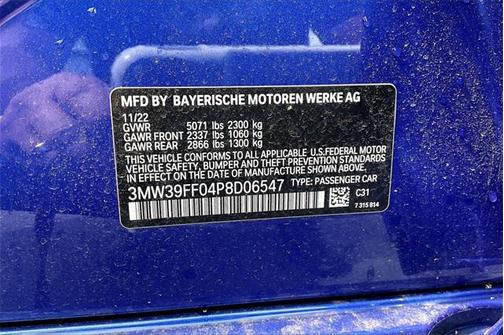 MFD BY BAYERISCHE MOTOREN WERKE AG
11/22
GVWR 5071 lbs 2300 kg
GAWR FRONT 2337 lbs 1060 kg
GAWR REAR 2866 lbs 1300 kg
THIS VEHICLE CONFORMS TO ALL APPLICABLE U.S.FEDERAL MOTOR
VEHICLE SAFETY, BUMPER, AND THEFT PREVENTION STANDARDS IN
EFFECT ON THE DATE OF MANUFACTURE SHOWN ABOVE.
3MW39FF04P8D06547 TYPE: PASSENGER CAR
C31
7 315 814